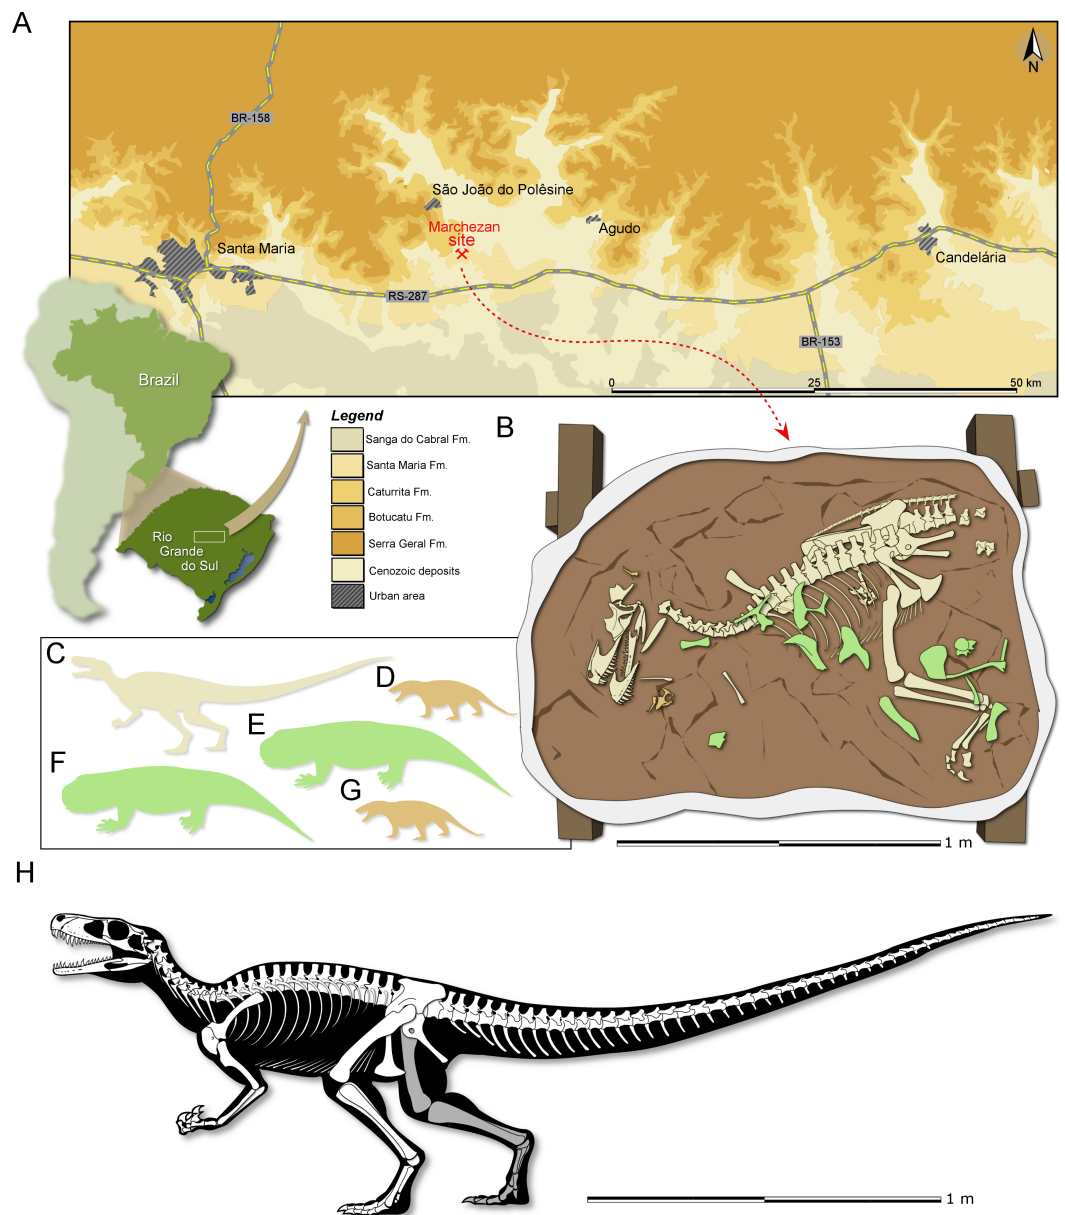 A
N
BR-158
São João do Polêsine
Marchezan
site
Agudo
Santa Maria
Candelária
RS-287
BR-153
0
25
50 km
Brazil
Rio
Grande
do Sul
Legend
Sanga do Cabral Fm.
Santa Maria Fm.
Caturrita Fm.
Botucatu Fm.
Serra Geral Fm.
Cenozoic deposits
Urban area
B
1 m
C
D
E
F
G
H
1 m